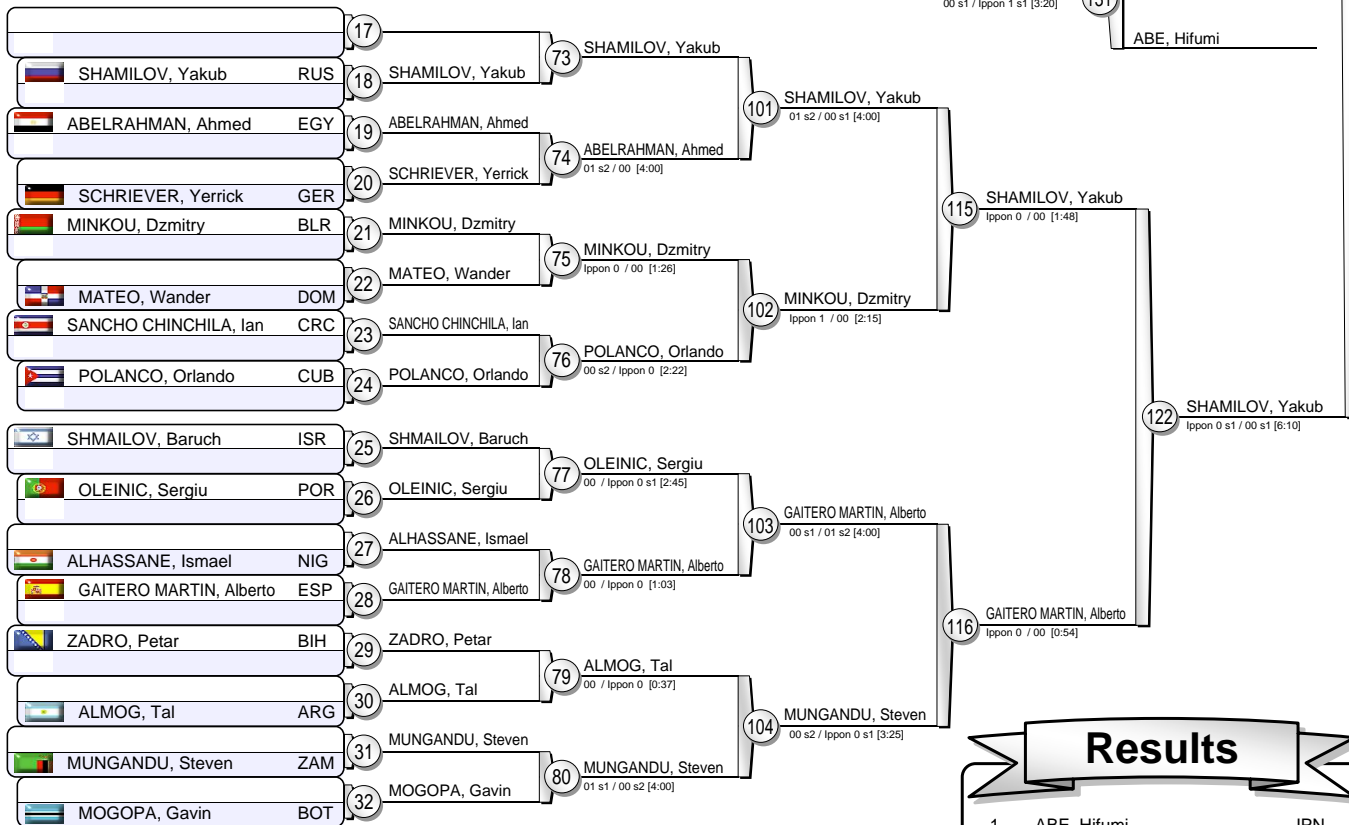 00 s1 / Ippon 1 s1 [3:20]
131
ABE, Hifumi
17
SHAMILOV, Yakub RUS
18
SHAMILOV, Yakub
73
SHAMILOV, Yakub
ABELRAHMAN, Ahmed EGY
19
ABELRAHMAN, Ahmed
SCHRIEVER, Yerrick GER
20
SCHRIEVER, Yerrick
74
ABELRAHMAN, Ahmed
01 s2 / 00 [4:00]
101
SHAMILOV, Yakub
01 s2 / 00 s1 [4:00]
MINKOU, Dzmitry BLR
21
MINKOU, Dzmitry
MATEO, Wander DOM
22
MATEO, Wander
75
MINKOU, Dzmitry
Ippon 0 / 00 [1:26]
SANCHO CHINCHILA, Ian CRC
23
SANCHO CHINCHILA, Ian
POLANCO, Orlando CUB
24
POLANCO, Orlando
76
POLANCO, Orlando
00 s2 / Ippon 0 [2:22]
102
MINKOU, Dzmitry
Ippon 1 / 00 [2:15]
115
SHAMILOV, Yakub
Ippon 0 / 00 [1:48]
SHMAILOV, Baruch ISR
25
SHMAILOV, Baruch
OLEINIC, Sergiu POR
26
OLEINIC, Sergiu
77
OLEINIC, Sergiu
00 / Ippon 0 s1 [2:45]
ALHASSANE, Ismael NIG
27
ALHASSANE, Ismael
GAITERO MARTIN, Alberto ESP
28
GAITERO MARTIN, Alberto
78
GAITERO MARTIN, Alberto
00 / Ippon 0 [1:03]
103
GAITERO MARTIN, Alberto
00 s1 / 01 s2 [4:00]
ZADRO, Petar BIH
29
ZADRO, Petar
ALMOG, Tal ARG
30
ALMOG, Tal
79
ALMOG, Tal
00 / Ippon 0 [0:37]
MUNGANDU, Steven ZAM
31
MUNGANDU, Steven
MOGOPA, Gavin BOT
32
MOGOPA, Gavin
80
MUNGANDU, Steven
01 s1 / 00 s2 [4:00]
104
MUNGANDU, Steven
00 s2 / Ippon 0 s1 [3:25]
116
GAITERO MARTIN, Alberto
Ippon 0 / 00 [0:54]
122
SHAMILOV, Yakub
Ippon 0 s1 / 00 s1 [6:10]
Results
1 ABE, Hifumi JPN